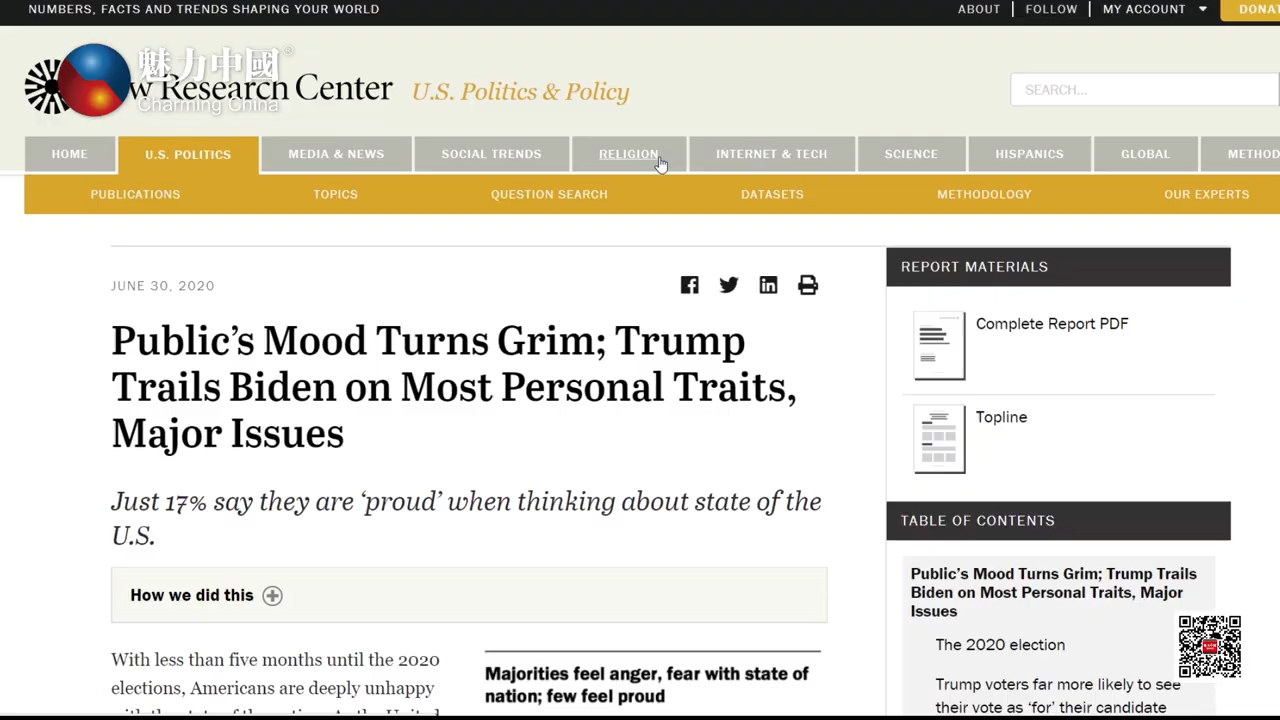 NUMBERS, FACTS AND TRENDS SHAPING YOUR WORLD
ABOUT FOLLOW MY ACCOUNT
魅力中國®
Charming China
Research Center U.S. Politics & Policy
SEARCH...
HOME U.S. POLITICS MEDIA & NEWS SOCIAL TRENDS RELIGION INTERNET & TECH SCIENCE HISPANICS GLOBAL
PUBLICATIONS TOPICS QUESTION SEARCH DATASETS METHODOLOGY OUR EXPERTS
JUNE 30, 2020
Public’s Mood Turns Grim; Trump
Trails Biden on Most Personal Traits,
Major Issues
Just 17% say they are ‘proud’ when thinking about state of the
U.S.
How we did this
With less than five months until the 2020
elections, Americans are deeply unhappy
Majorities feel anger, fear with state of
nation; few feel proud
REPORT MATERIALS
Complete Report PDF
Topline
TABLE OF CONTENTS
Public’s Mood Turns Grim; Trump Trails
Biden on Most Personal Traits, Major
Issues
The 2020 election
Trump voters far more likely to see
their vote as ‘for’ their candidate